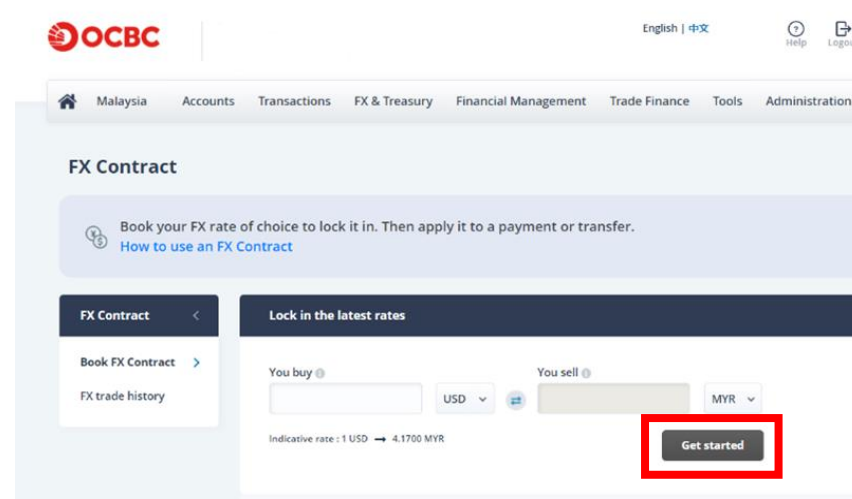 OCBC
English | 中文
Help
Malaysia Accounts Transactions FX & Treasury Financial Management Trade Finance Tools Administration
FX Contract
Book your FX rate of choice to lock it in. Then apply it to a payment or transfer.
How to use an FX Contract
FX Contract
Lock in the latest rates
Book FX Contract
FX trade history
You buy
You sell
USD
MYR
Indicative rate : 1 USD → 4.1700 MYR
Get started